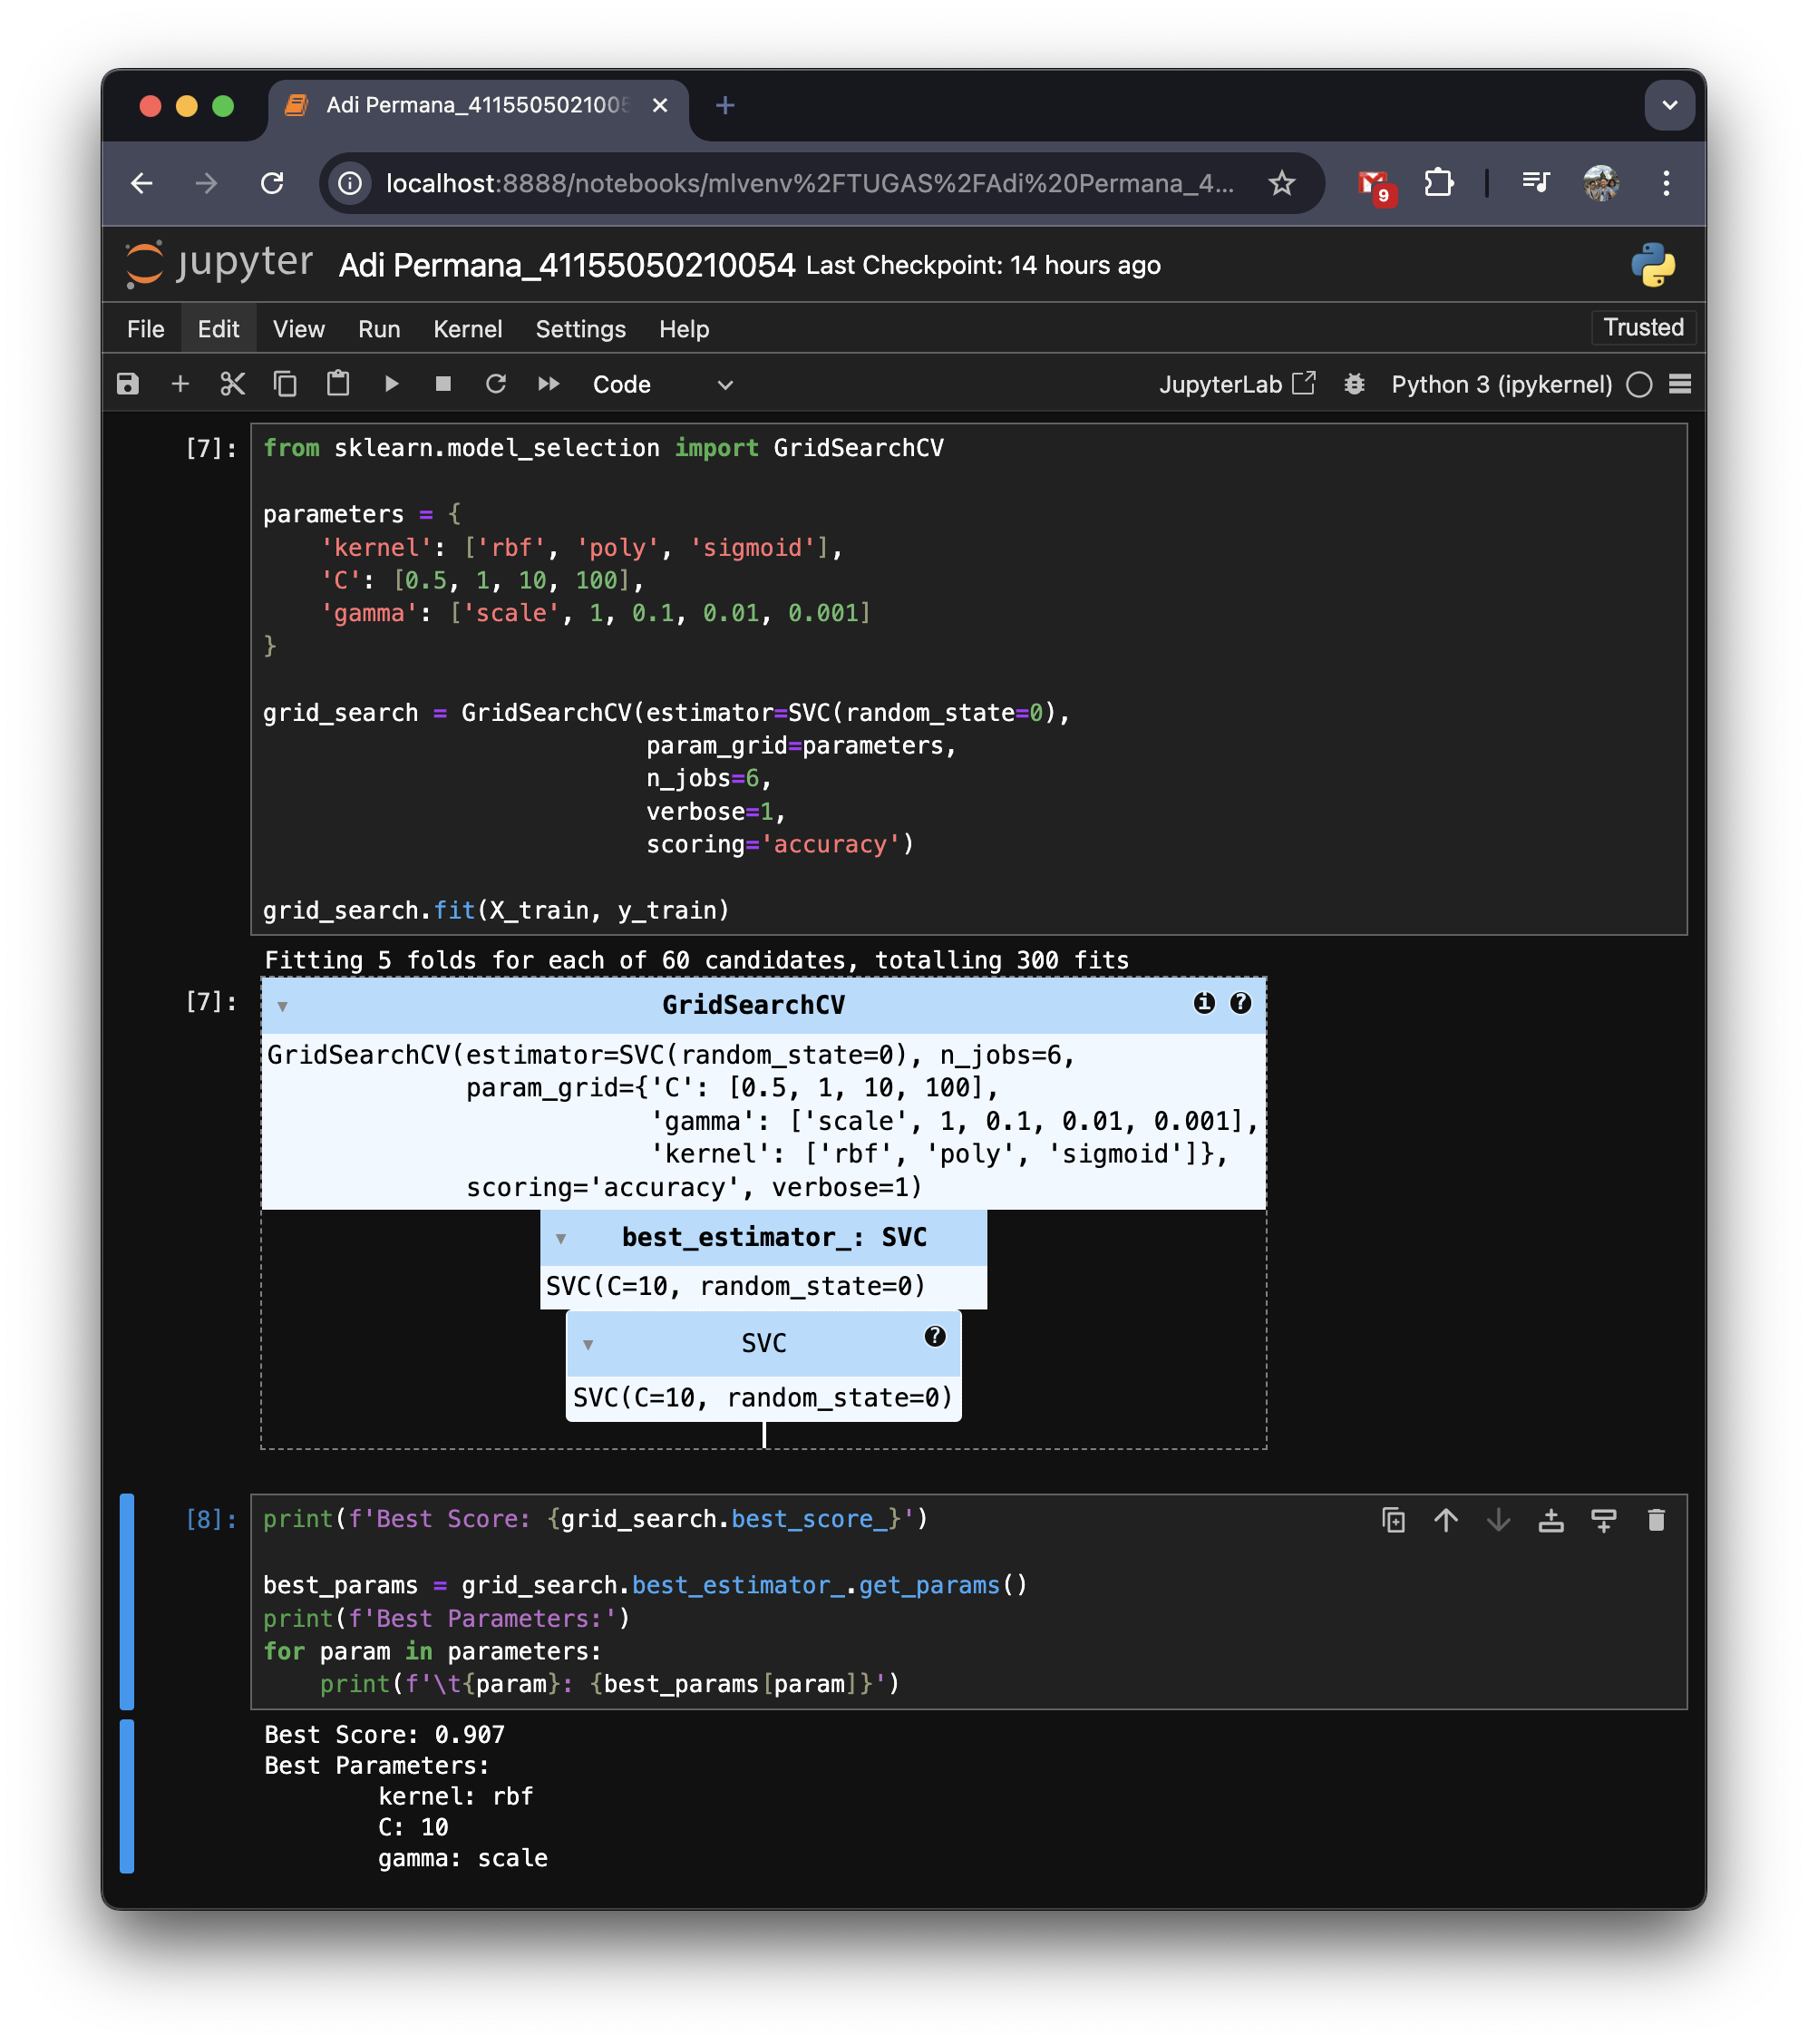 Adi Permana_4115505021005
localhost:8888/notebooks/mlvenv%2FTUGAS%2FAdi%20Permana_4...
9
jupyter Adi Permana_41155050210054 Last Checkpoint: 14 hours ago
File Edit View Run Kernel Settings Help Trusted
Code JupyterLab Python 3 (ipykernel)
[7]: from sklearn.model_selection import GridSearchCV
parameters = {
    'kernel': ['rbf', 'poly', 'sigmoid'],
    'C': [0.5, 1, 10, 100],
    'gamma': ['scale', 1, 0.1, 0.01, 0.001]
}
grid_search = GridSearchCV(estimator=SVC(random_state=0),
                           param_grid=parameters,
                           n_jobs=6,
                           verbose=1,
                           scoring='accuracy')
grid_search.fit(X_train, y_train)
Fitting 5 folds for each of 60 candidates, totalling 300 fits
[7]: ▾ GridSearchCV i ?
GridSearchCV(estimator=SVC(random_state=0), n_jobs=6,
             param_grid={'C': [0.5, 1, 10, 100],
                         'gamma': ['scale', 1, 0.1, 0.01, 0.001],
                         'kernel': ['rbf', 'poly', 'sigmoid']},
             scoring='accuracy', verbose=1)
▾ best_estimator_: SVC
SVC(C=10, random_state=0)
▾ SVC ?
SVC(C=10, random_state=0)
[8]: print(f'Best Score: {grid_search.best_score_}')
best_params = grid_search.best_estimator_.get_params()
print(f'Best Parameters:')
for param in parameters:
    print(f'\t{param}: {best_params[param]}')
Best Score: 0.907
Best Parameters:
        kernel: rbf
        C: 10
        gamma: scale